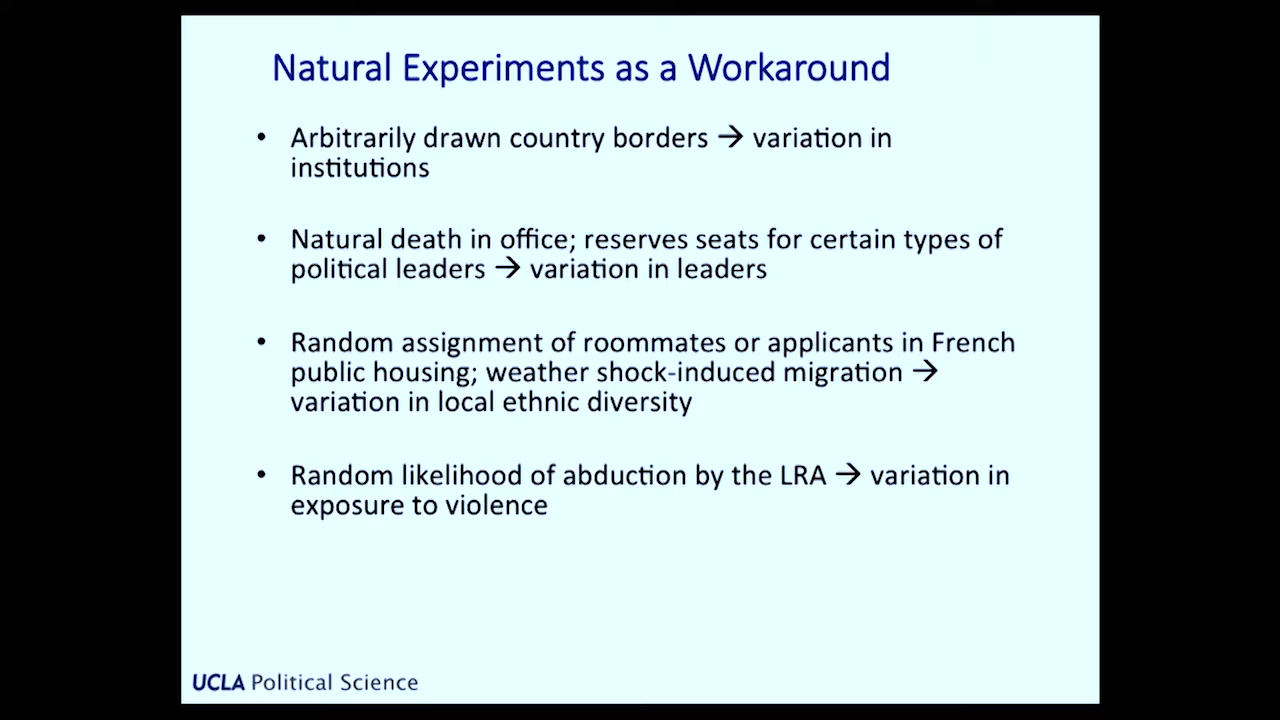 Natural Experiments as a Workaround
• Arbitrarily drawn country borders → variation in
institutions
• Natural death in office; reserves seats for certain types of
political leaders → variation in leaders
• Random assignment of roommates or applicants in French
public housing; weather shock-induced migration →
variation in local ethnic diversity
• Random likelihood of abduction by the LRA → variation in
exposure to violence
UCLA Political Science